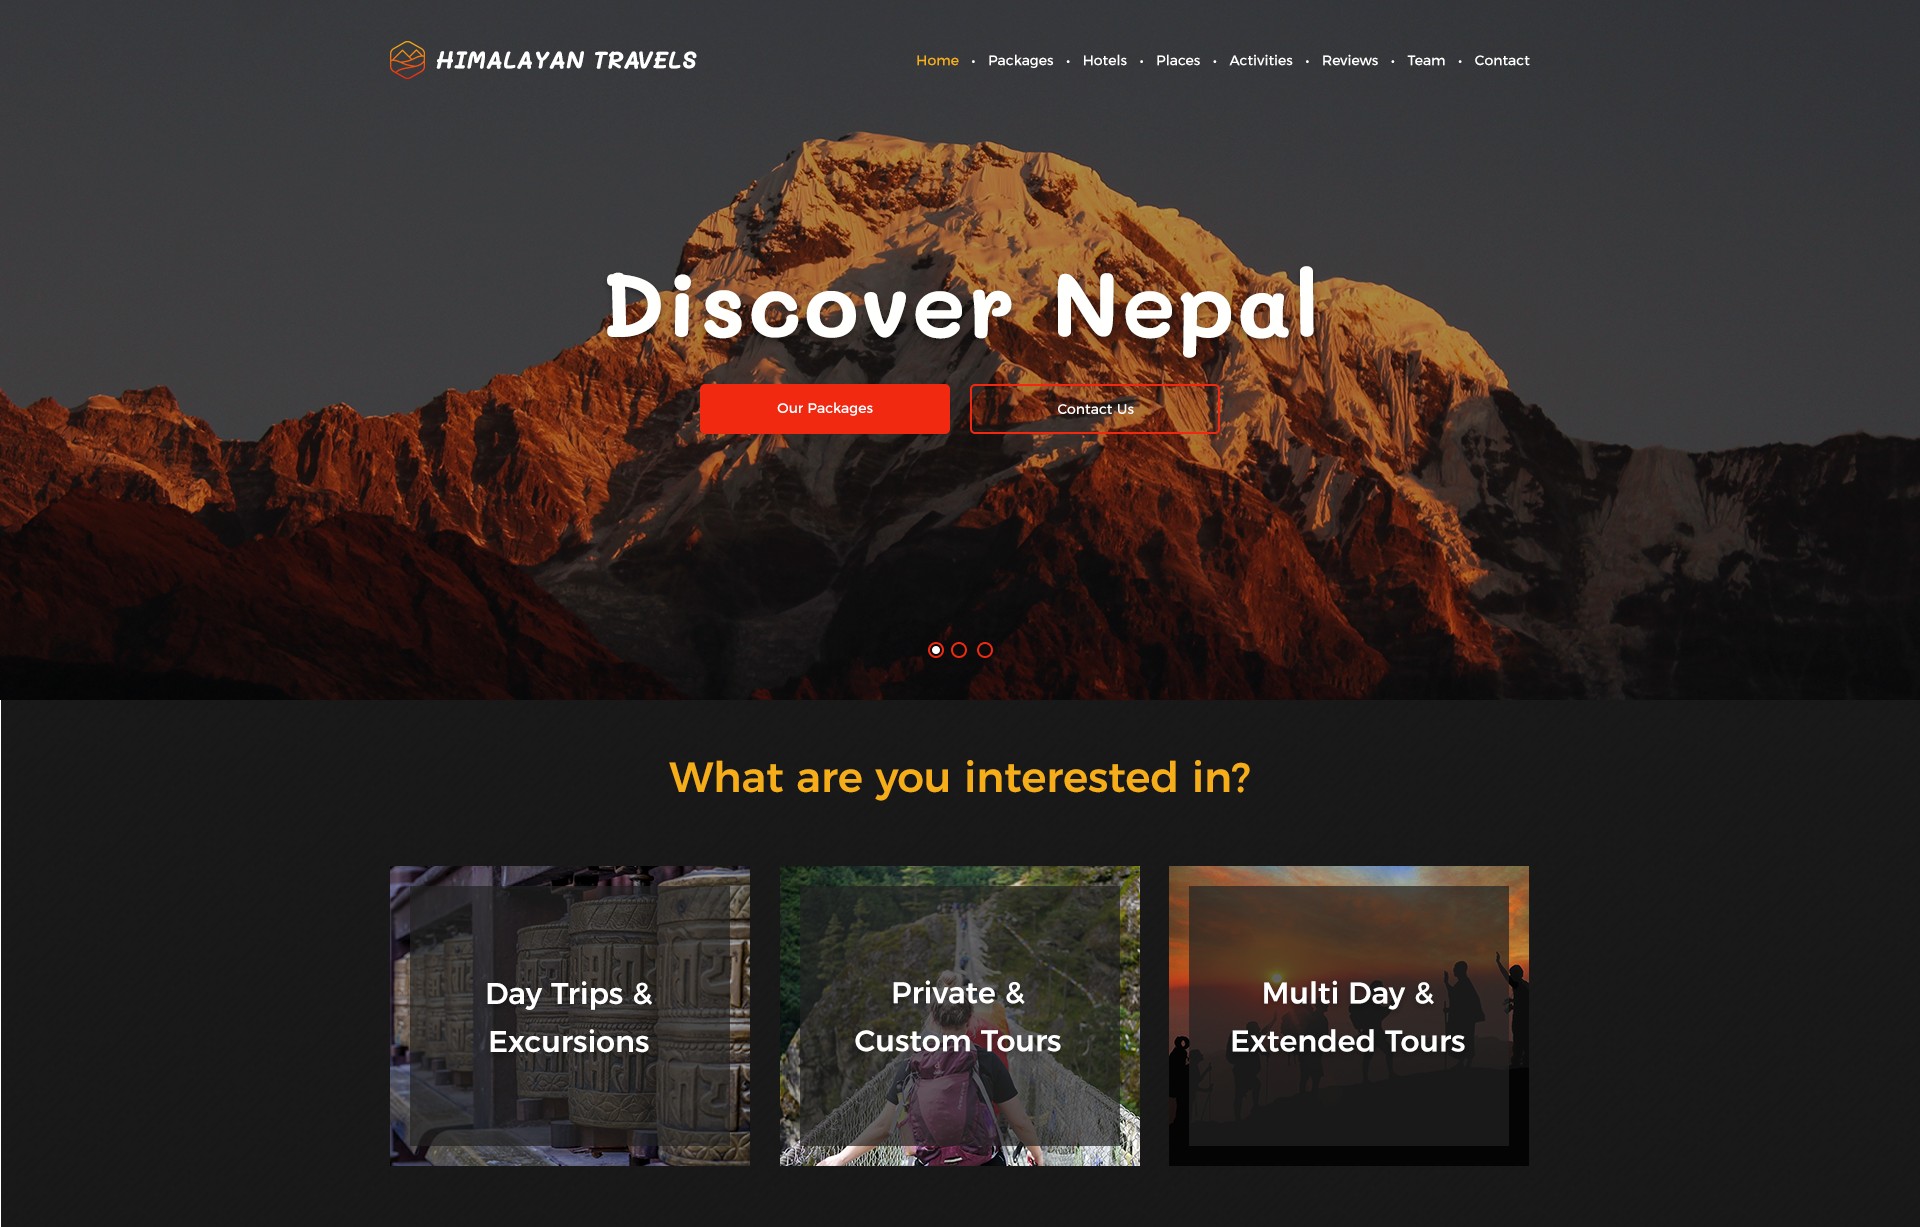 HIMALAYAN TRAVELS
Home • Packages • Hotels • Places • Activities • Reviews • Team • Contact
Discover Nepal
Our Packages
Contact Us
What are you interested in?
Day Trips &
Excursions
Private &
Custom Tours
Multi Day &
Extended Tours